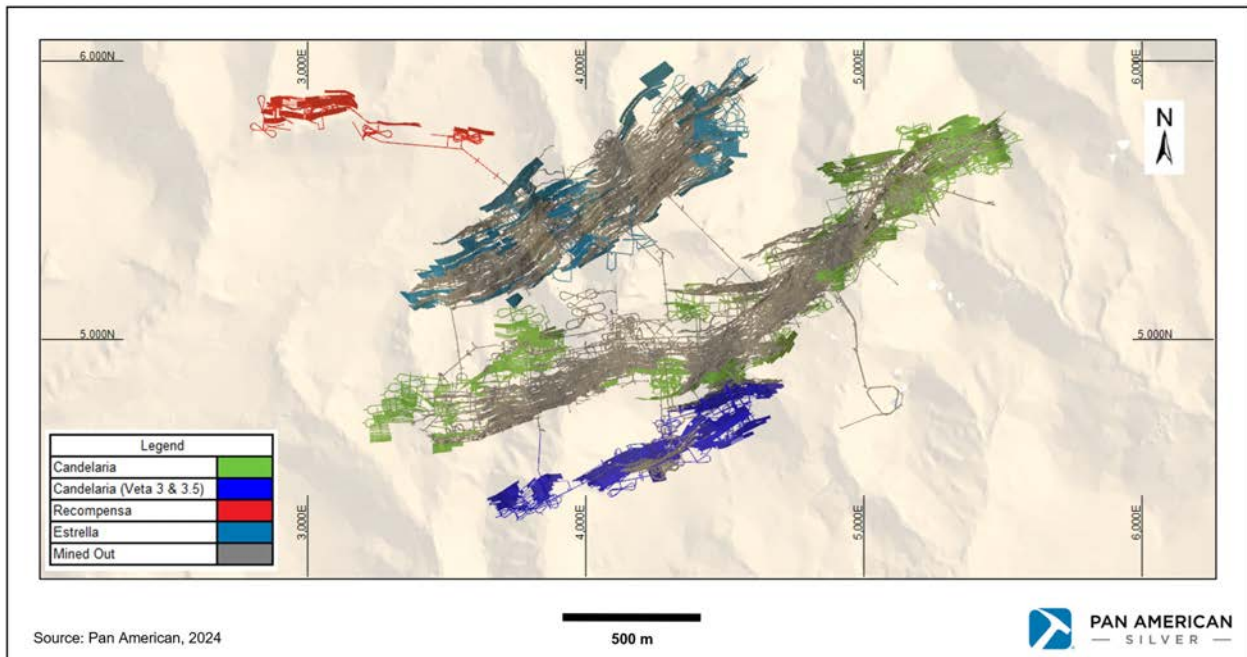 6.000N
3,000E
4,000E
5,000E
6,000E
N
5.000N
5.000N
Legend
Candelaria
Candelaria (Veta 3 & 3.5)
Recompensa
Estrella
Mined Out
3,000E
4,000E
5,000E
6,000E
Source: Pan American, 2024
500 m
PAN AMERICAN
SILVER